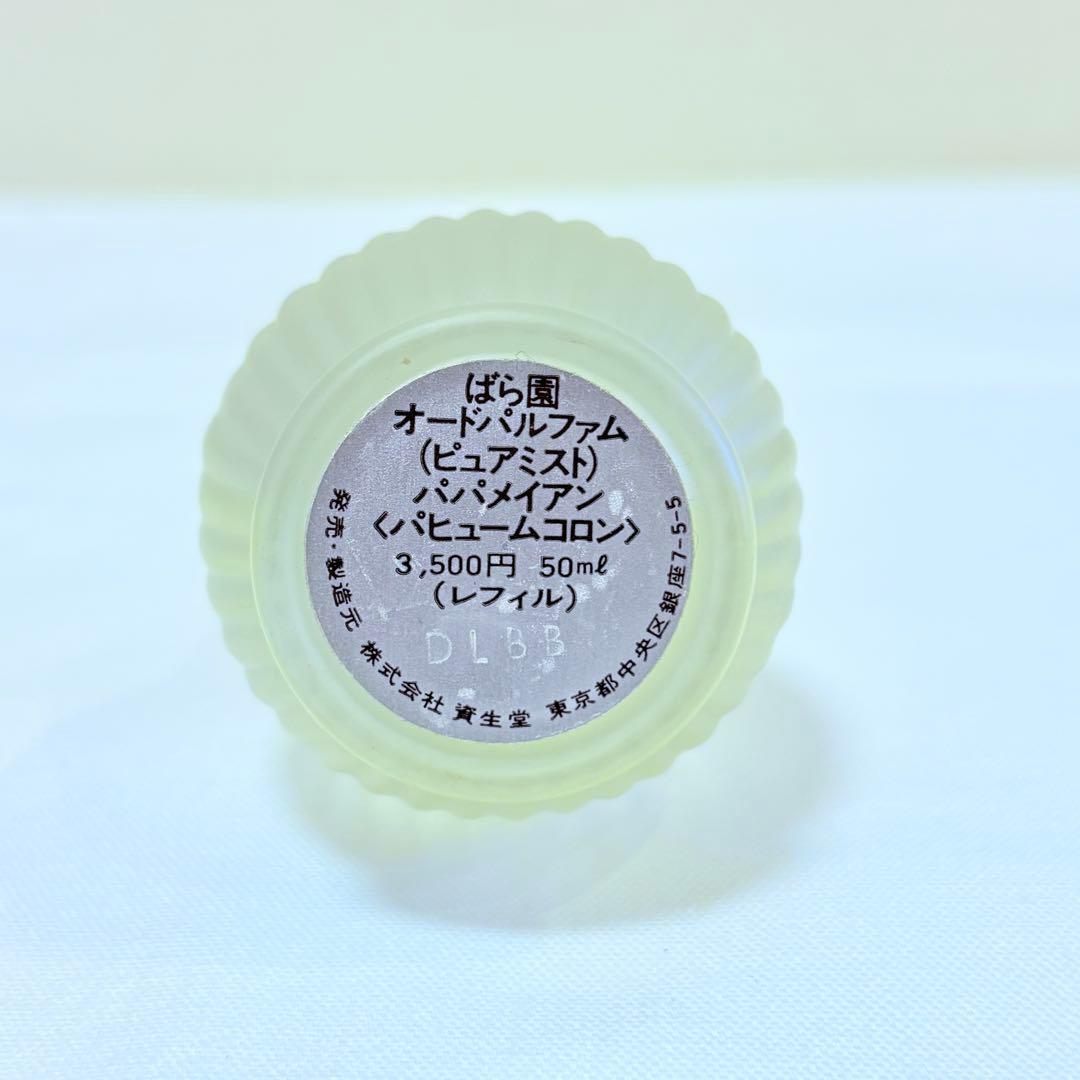 ばら園
オードパルファム
(ピュアミスト)
パパメイアン
〈パヒュームコロン〉
3,500円 50mℓ
(レフィル)
DLBB
発売・製造元 株式会社 資生堂 東京都中央区銀座7-5-5